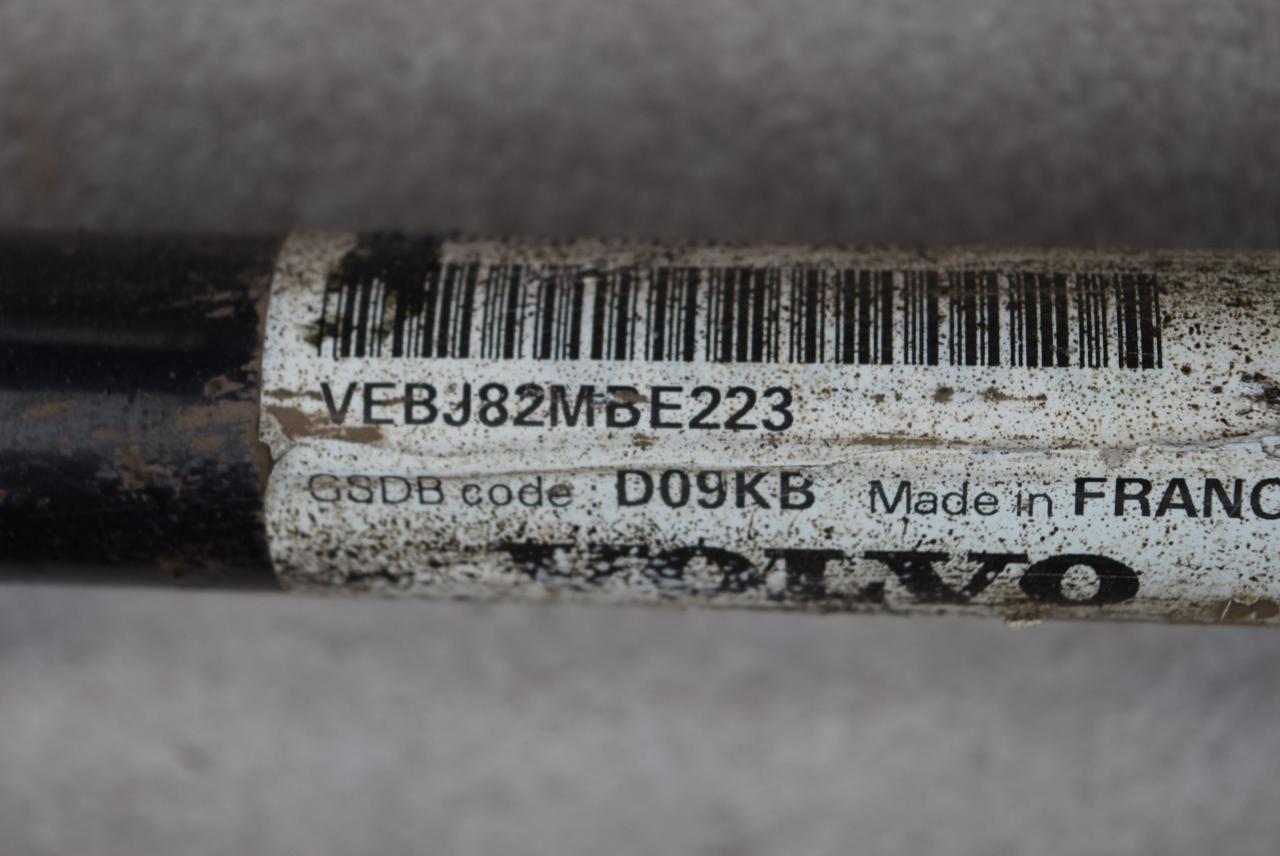 VEBJ82MBE223
GSDB code : D09KB Made in FRANC
VOLVO